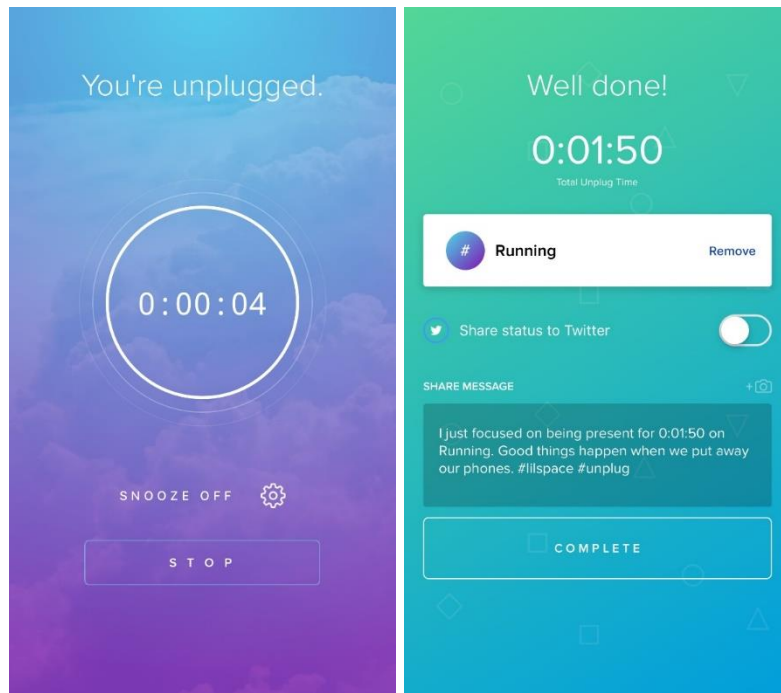 You're unplugged.
0:00:04
SNOOZE OFF
STOP
Well done!
0:01:50
Total Unplug Time
# Running Remove
Share status to Twitter
SHARE MESSAGE +
I just focused on being present for 0:01:50 on
Running. Good things happen when we put away
our phones. #lilspace #unplug
COMPLETE